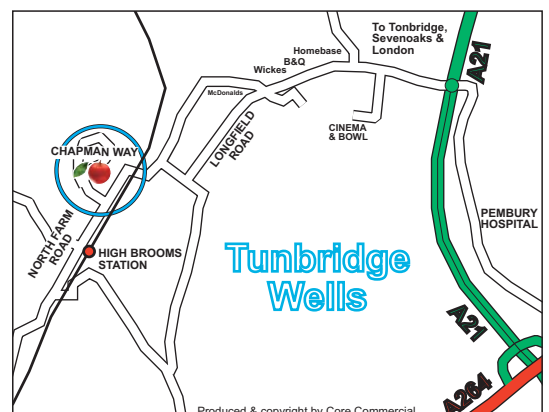 To Tonbridge,
Sevenoaks &
London
A21
Homebase
B&Q
Wickes
McDonalds
CINEMA
& BOWL
LONGFIELD
ROAD
CHAPMAN WAY
NORTH FARM
ROAD
HIGH BROOMS
STATION
PEMBURY
HOSPITAL
Tunbridge
Wells
A21
A264
Produced & copyright by Core Commercial